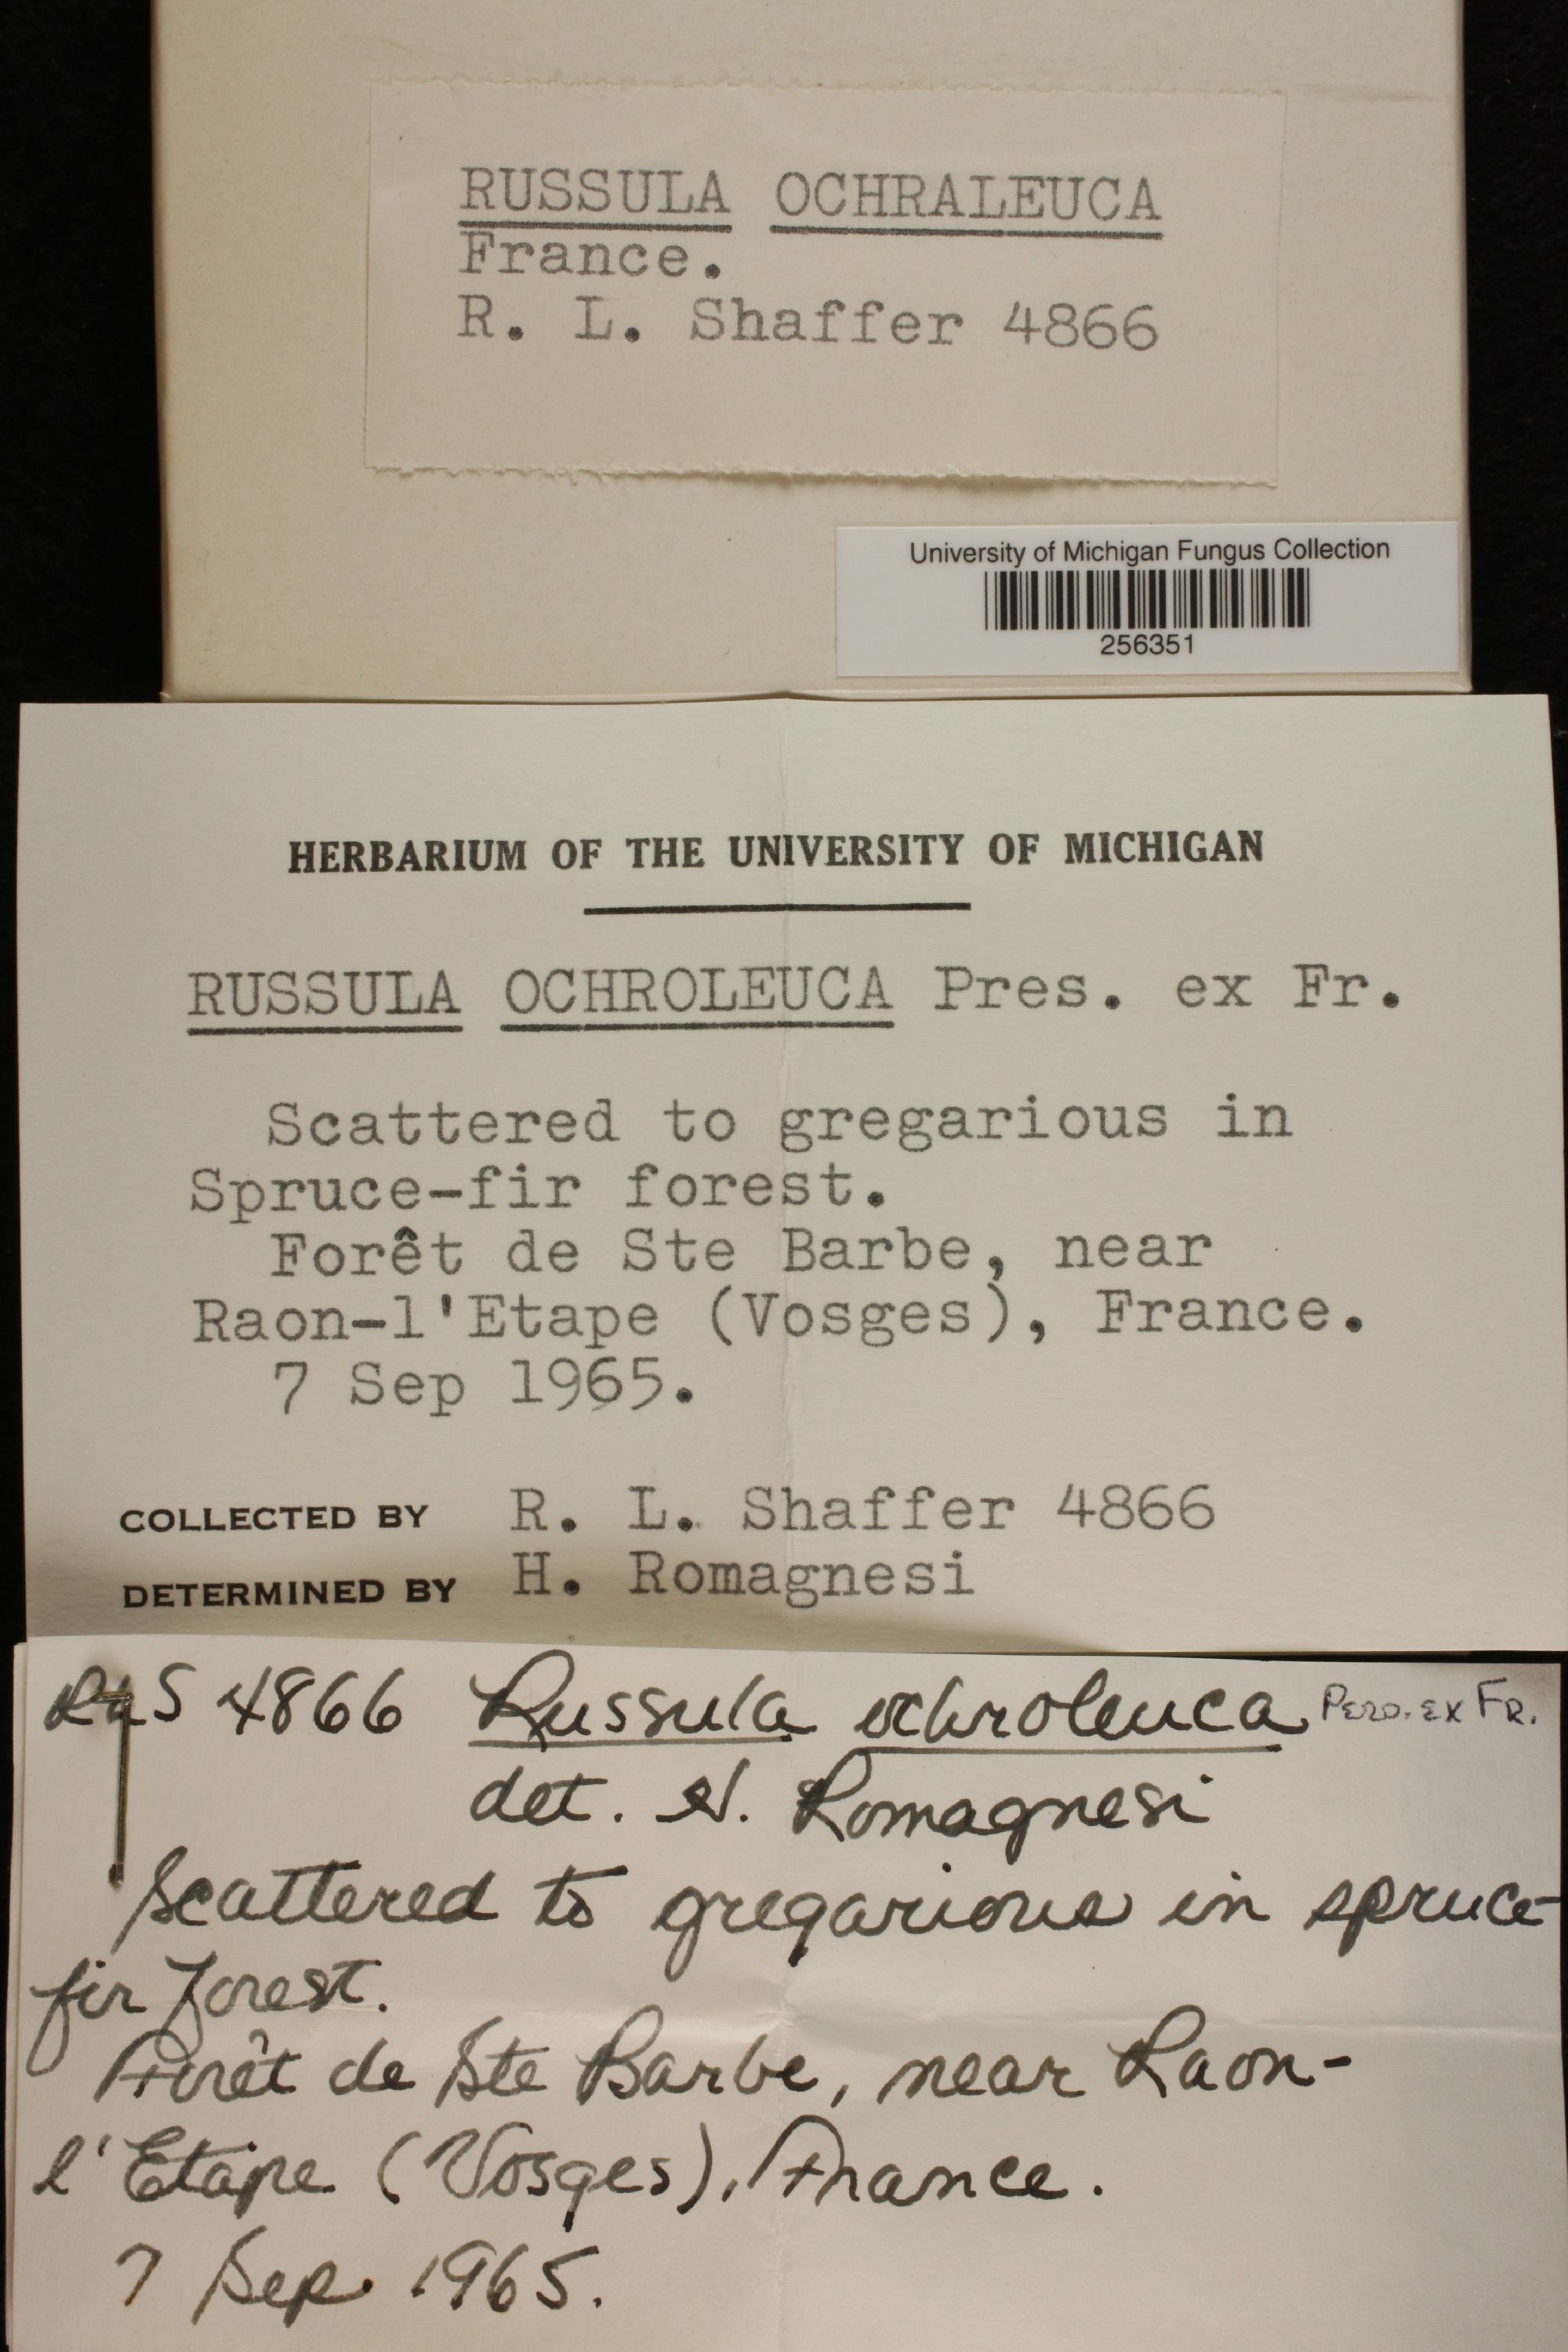 RUSSULA OCHRALEUCA
France.
R. L. Shaffer 4866
University of Michigan Fungus Collection
256351
HERBARIUM OF THE UNIVERSITY OF MICHIGAN
RUSSULA OCHROLEUCA Pres. ex Fr.
Scattered to gregarious in
Spruce-fir forest.
Forêt de Ste Barbe, near
Raon-l'Etape (Vosges), France.
7 Sep 1965.
COLLECTED BY R. L. Shaffer 4866
DETERMINED BY H. Romagnesi
RLS 4866 Russula ochroleuca Pers. ex Fr.
det. H. Romagnesi
Scattered to gregarious in spruce-
fir forest.
Forêt de Ste Barbe, near Raon-
l'Etape (Vosges), France.
7 Sep. 1965.